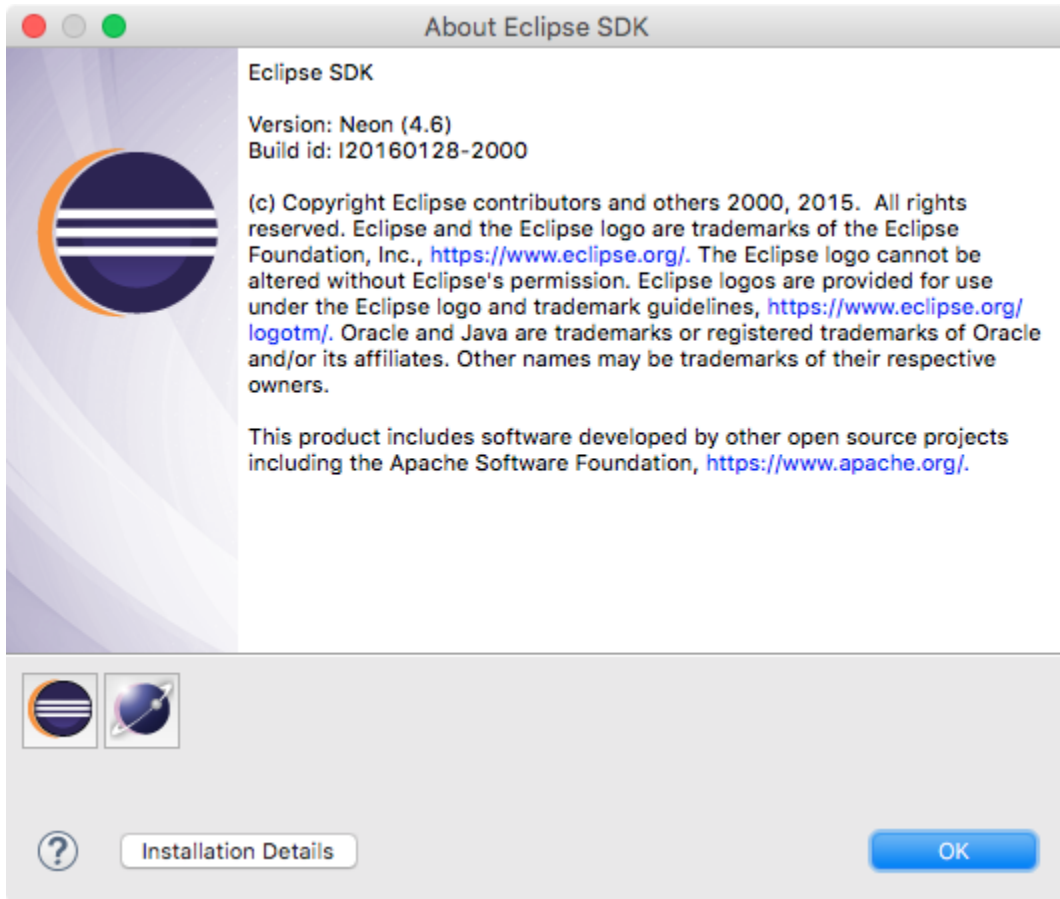 About Eclipse SDK
Eclipse SDK
Version: Neon (4.6)
Build id: I20160128-2000
(c) Copyright Eclipse contributors and others 2000, 2015.  All rights
reserved. Eclipse and the Eclipse logo are trademarks of the Eclipse
Foundation, Inc., https://www.eclipse.org/. The Eclipse logo cannot be
altered without Eclipse's permission. Eclipse logos are provided for use
under the Eclipse logo and trademark guidelines, https://www.eclipse.org/
logotm/. Oracle and Java are trademarks or registered trademarks of Oracle
and/or its affiliates. Other names may be trademarks of their respective
owners.
This product includes software developed by other open source projects
including the Apache Software Foundation, https://www.apache.org/.
?
Installation Details
OK